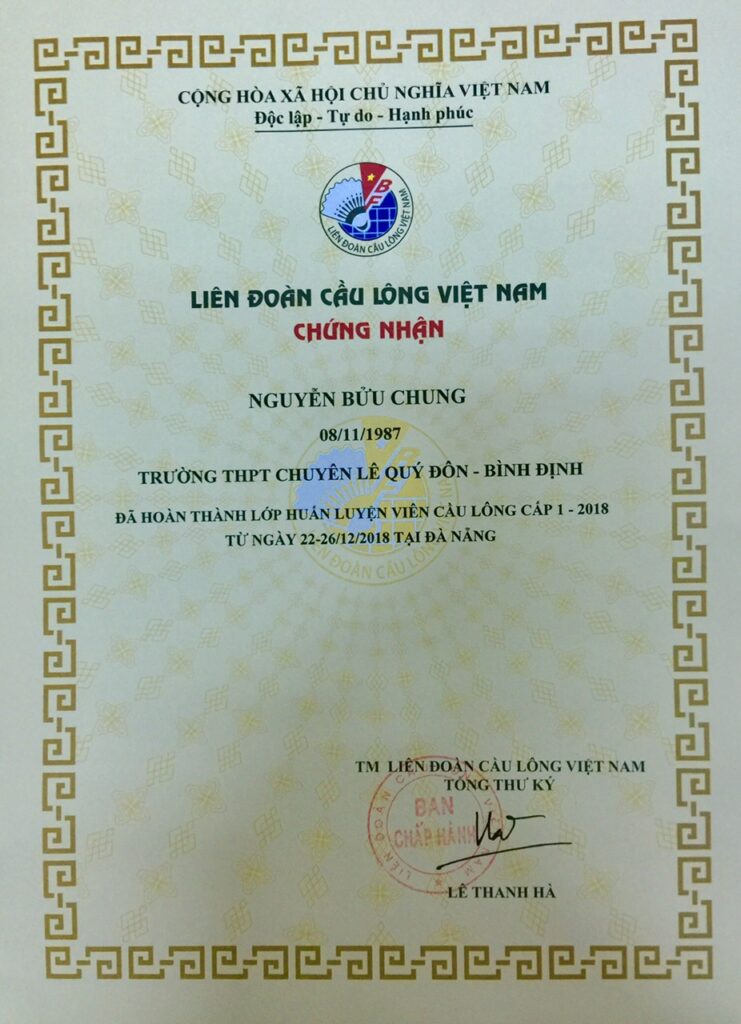 CỘNG HÒA XÃ HỘI CHỦ NGHĨA VIỆT NAM
Độc lập - Tự do - Hạnh phúc
BF
LIÊN ĐOÀN CẦU LÔNG VIỆT NAM
LIÊN ĐOÀN CẦU LÔNG VIỆT NAM
CHỨNG NHẬN
NGUYỄN BỬU CHUNG
08/11/1987
TRƯỜNG THPT CHUYÊN LÊ QUÝ ĐÔN - BÌNH ĐỊNH
ĐÃ HOÀN THÀNH LỚP HUẤN LUYỆN VIÊN CẦU LÔNG CẤP 1 - 2018
TỪ NGÀY 22-26/12/2018 TẠI ĐÀ NẴNG
TM LIÊN ĐOÀN CẦU LÔNG VIỆT NAM
TỔNG THƯ KÝ
BAN
CHẤP HÀNH
LÊ THANH HÀ